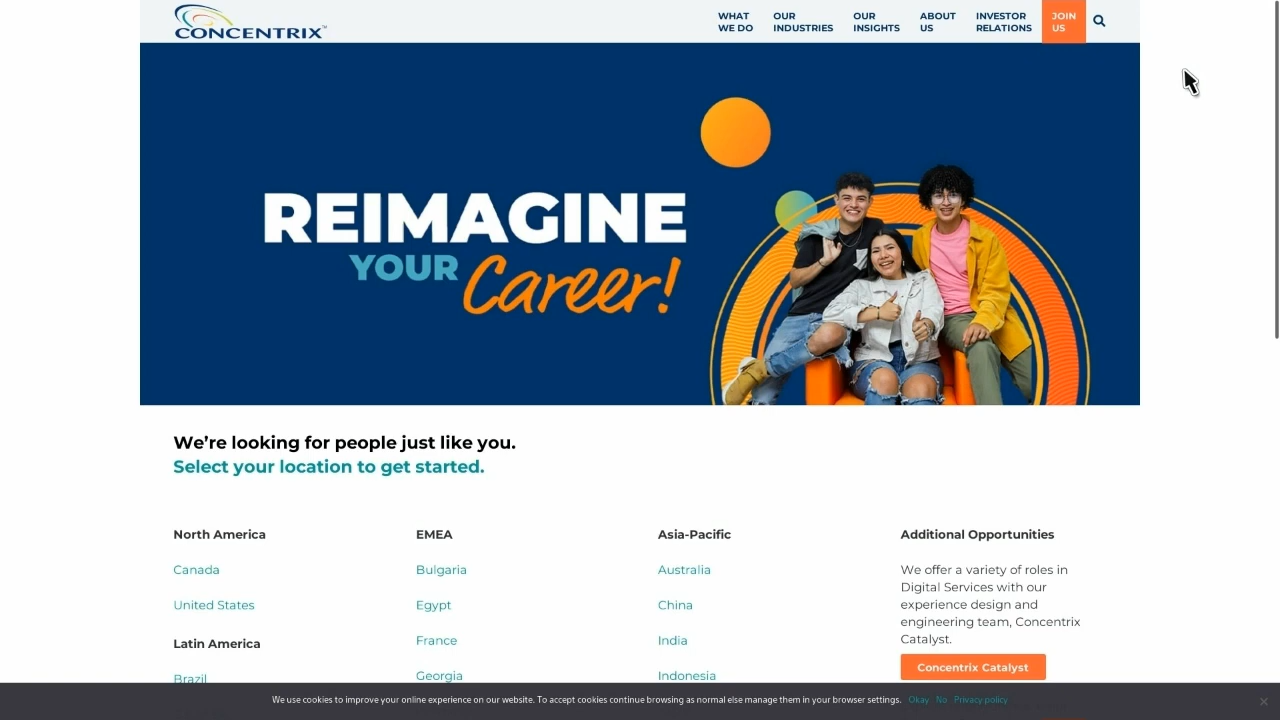 CONCENTRIX™
WHAT
WE DO
OUR
INDUSTRIES
OUR
INSIGHTS
ABOUT
US
INVESTOR
RELATIONS
JOIN
US
REIMAGINE
YOUR Career!
We’re looking for people just like you.
Select your location to get started.
North America
Canada
United States
Latin America
Brazil
EMEA
Bulgaria
Egypt
France
Georgia
Asia-Pacific
Australia
China
India
Indonesia
Additional Opportunities
We offer a variety of roles in
Digital Services with our
experience design and
engineering team, Concentrix
Catalyst.
Concentrix Catalyst
We use cookies to improve your online experience on our website. To accept cookies continue browsing as normal else manage them in your browser settings. Okay No Privacy policy